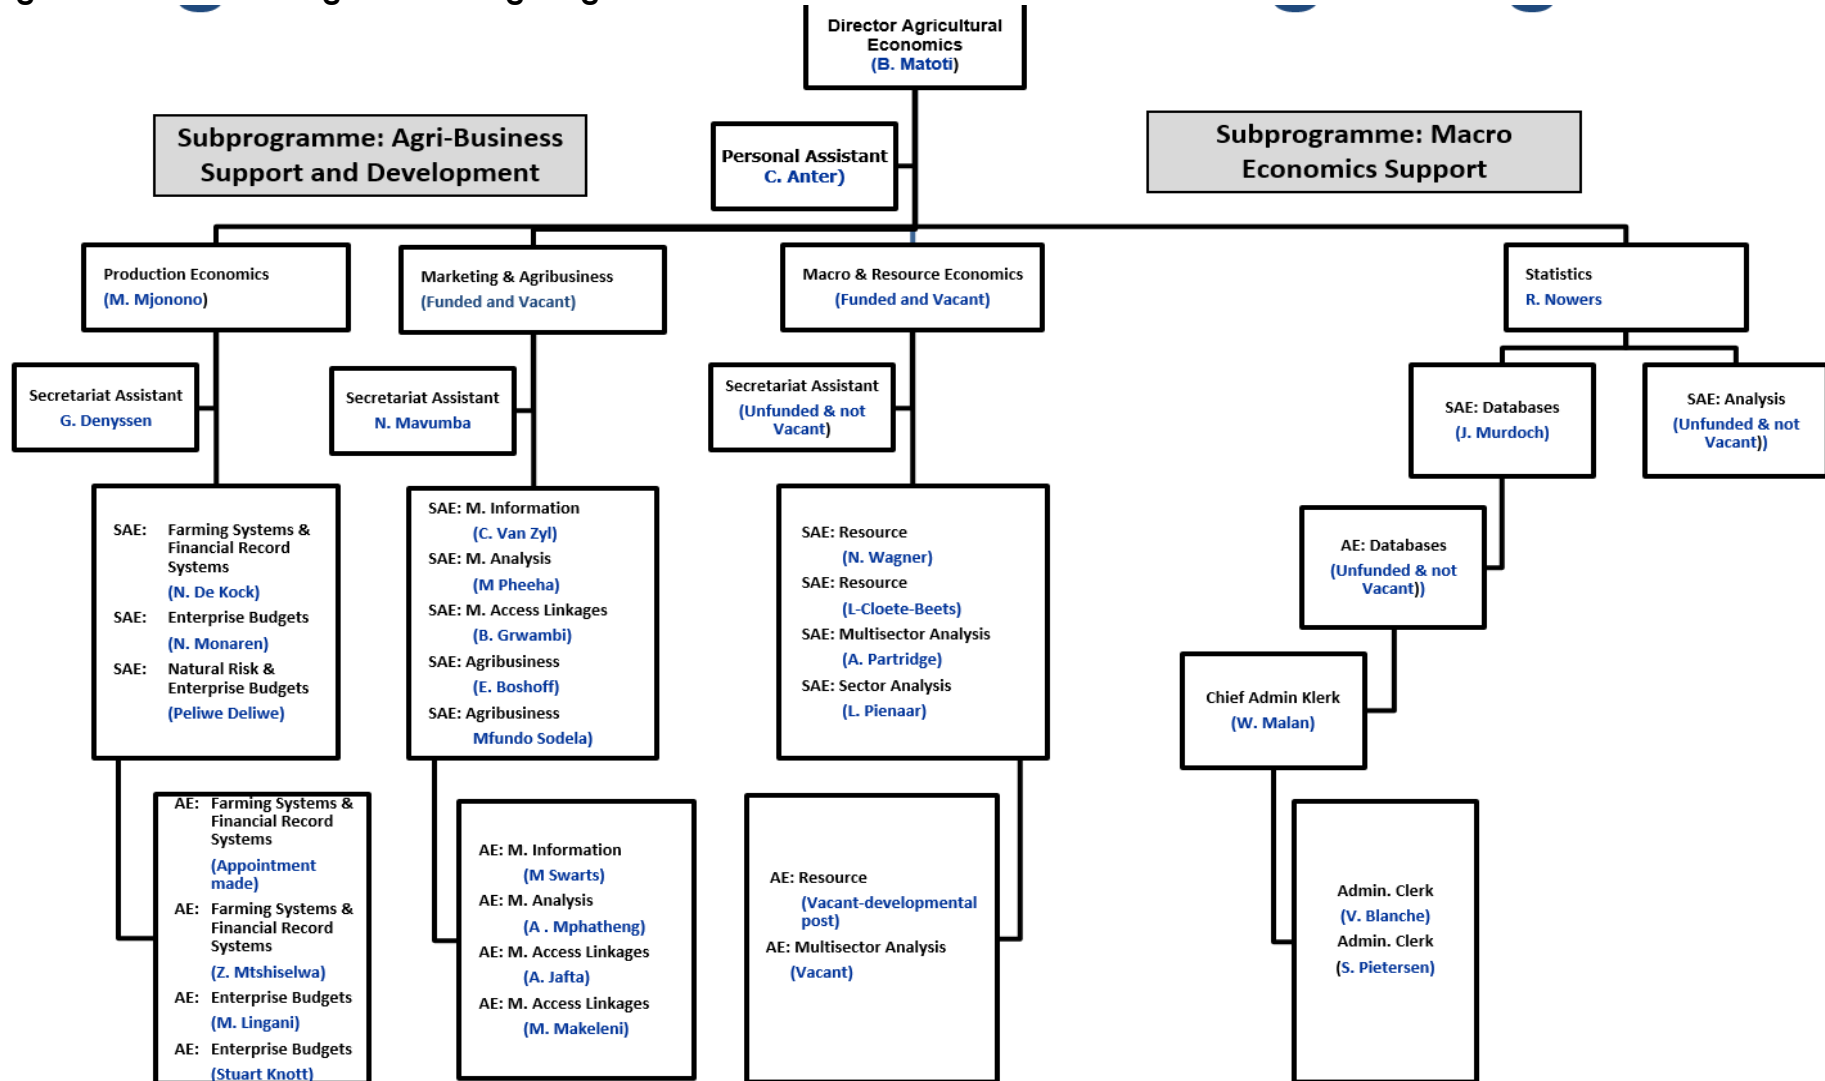 Director Agricultural
Economics
(B. Matoti)
Subprogramme: Agri-Business
Support and Development
Personal Assistant
C. Anter)
Subprogramme: Macro
Economics Support
Production Economics
(M. Mjonono)
Marketing & Agribusiness
(Funded and Vacant)
Macro & Resource Economics
(Funded and Vacant)
Statistics
R. Nowers
Secretariat Assistant
G. Denyssen
Secretariat Assistant
N. Mavumba
Secretariat Assistant
(Unfunded & not
Vacant)
SAE: Databases
(J. Murdoch)
SAE: Analysis
(Unfunded & not
Vacant))
SAE: Farming Systems &
Financial Record
Systems
(N. De Kock)
SAE: Enterprise Budgets
(N. Monaren)
SAE: Natural Risk &
Enterprise Budgets
(Peliwe Deliwe)
SAE: M. Information
(C. Van Zyl)
SAE: M. Analysis
(M Pheeha)
SAE: M. Access Linkages
(B. Grwambi)
SAE: Agribusiness
(E. Boshoff)
SAE: Agribusiness
Mfundo Sodela)
SAE: Resource
(N. Wagner)
SAE: Resource
(L-Cloete-Beets)
SAE: Multisector Analysis
(A. Partridge)
SAE: Sector Analysis
(L. Pienaar)
AE: Databases
(Unfunded & not
Vacant))
Chief Admin Klerk
(W. Malan)
AE: Farming Systems &
Financial Record
Systems
(Appointment
made)
AE: Farming Systems &
Financial Record
Systems
(Z. Mtshiselwa)
AE: Enterprise Budgets
(M. Lingani)
AE: Enterprise Budgets
(Stuart Knott)
AE: M. Information
(M Swarts)
AE: M. Analysis
(A . Mphatheng)
AE: M. Access Linkages
(A. Jafta)
AE: M. Access Linkages
(M. Makeleni)
AE: Resource
(Vacant-developmental
post)
AE: Multisector Analysis
(Vacant)
Admin. Clerk
(V. Blanche)
Admin. Clerk
(S. Pietersen)